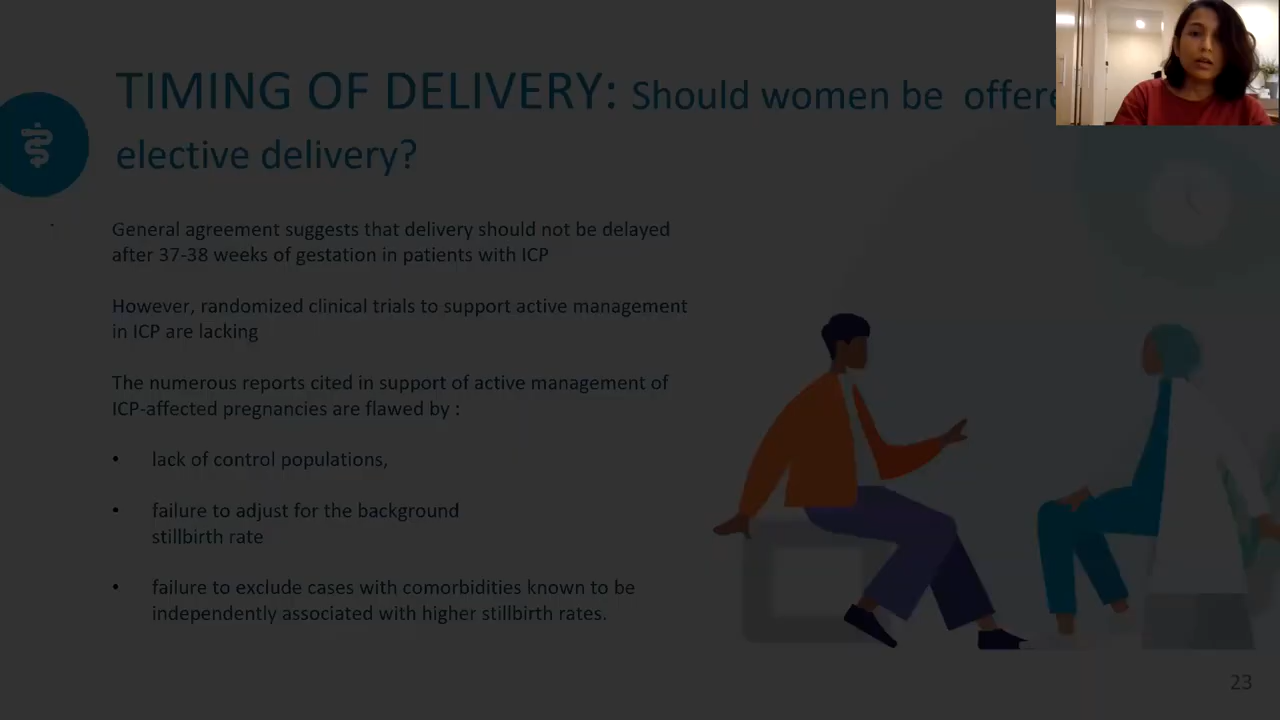 TIMING OF DELIVERY: Should women be offere
elective delivery?
General agreement suggests that delivery should not be delayed
after 37-38 weeks of gestation in patients with ICP
However, randomized clinical trials to support active management
in ICP are lacking
The numerous reports cited in support of active management of
ICP-affected pregnancies are flawed by :
• lack of control populations,
• failure to adjust for the background
stillbirth rate
• failure to exclude cases with comorbidities known to be
independently associated with higher stillbirth rates.
23